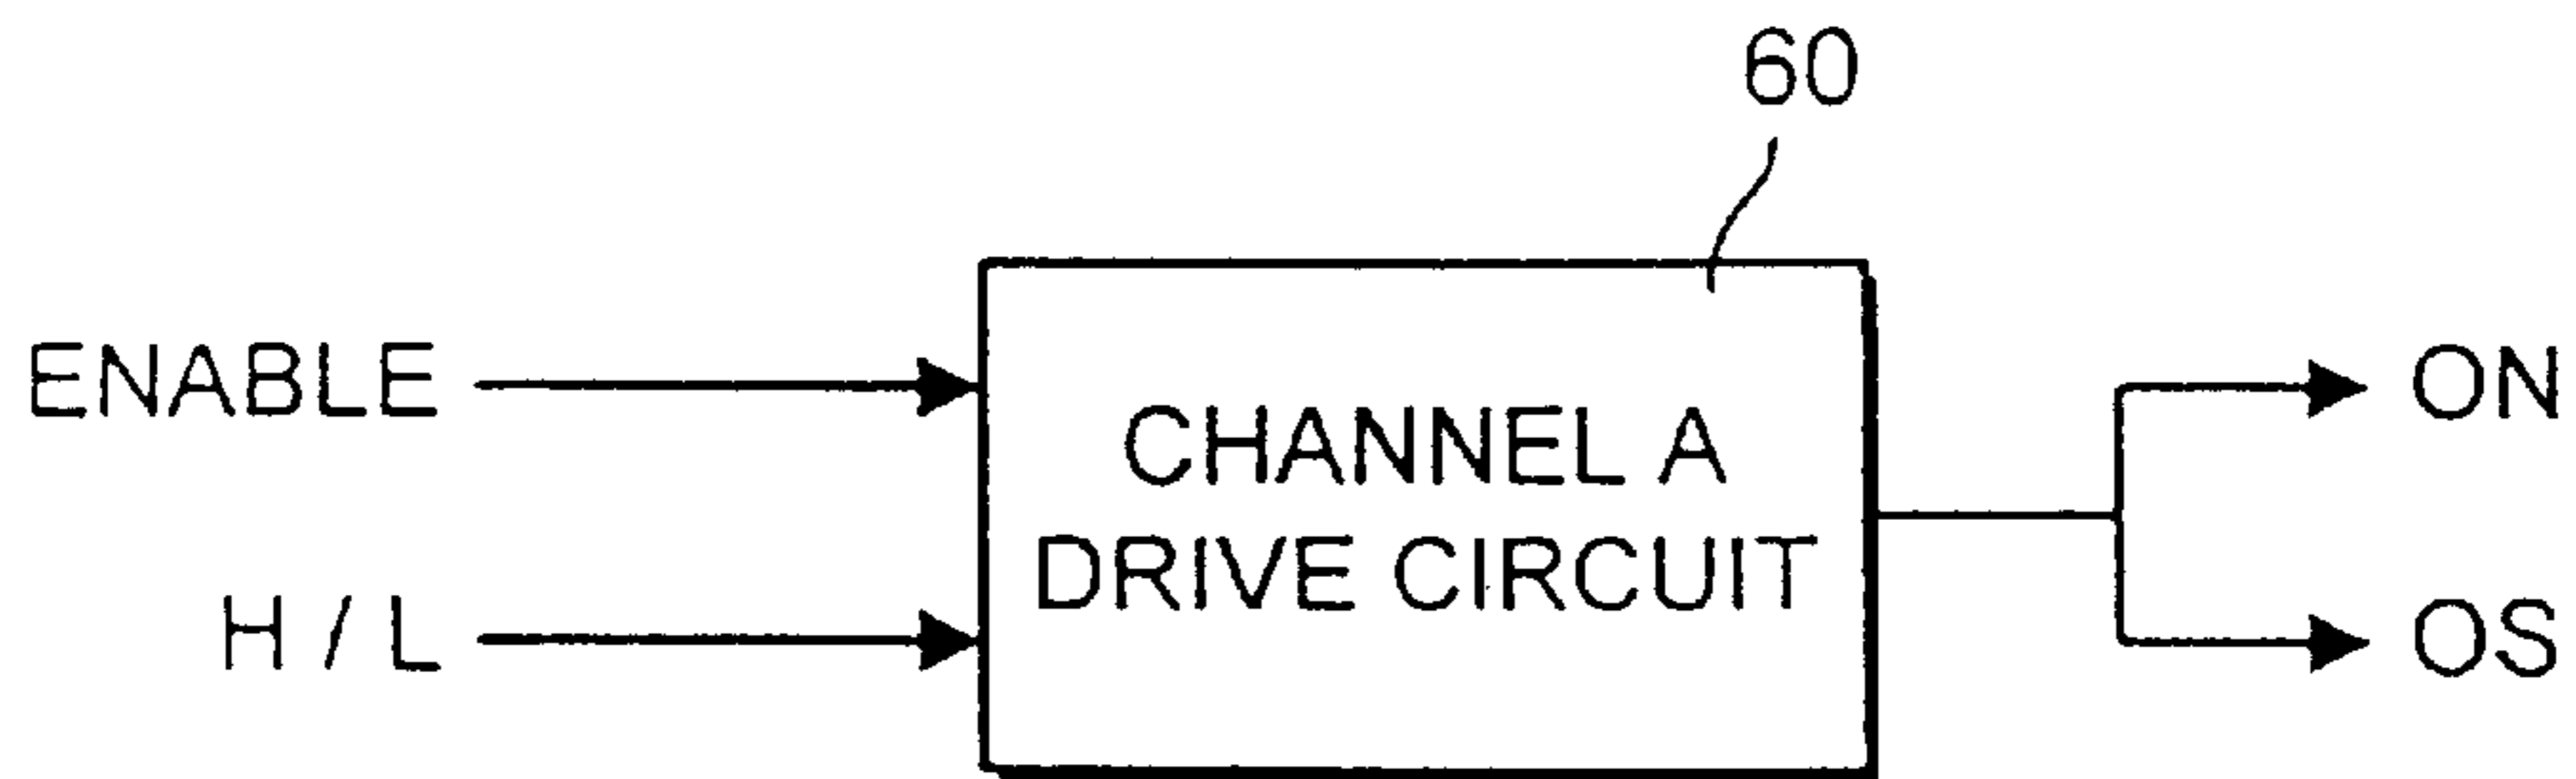 60
ENABLE
H / L
CHANNEL A
DRIVE CIRCUIT
ON
OS